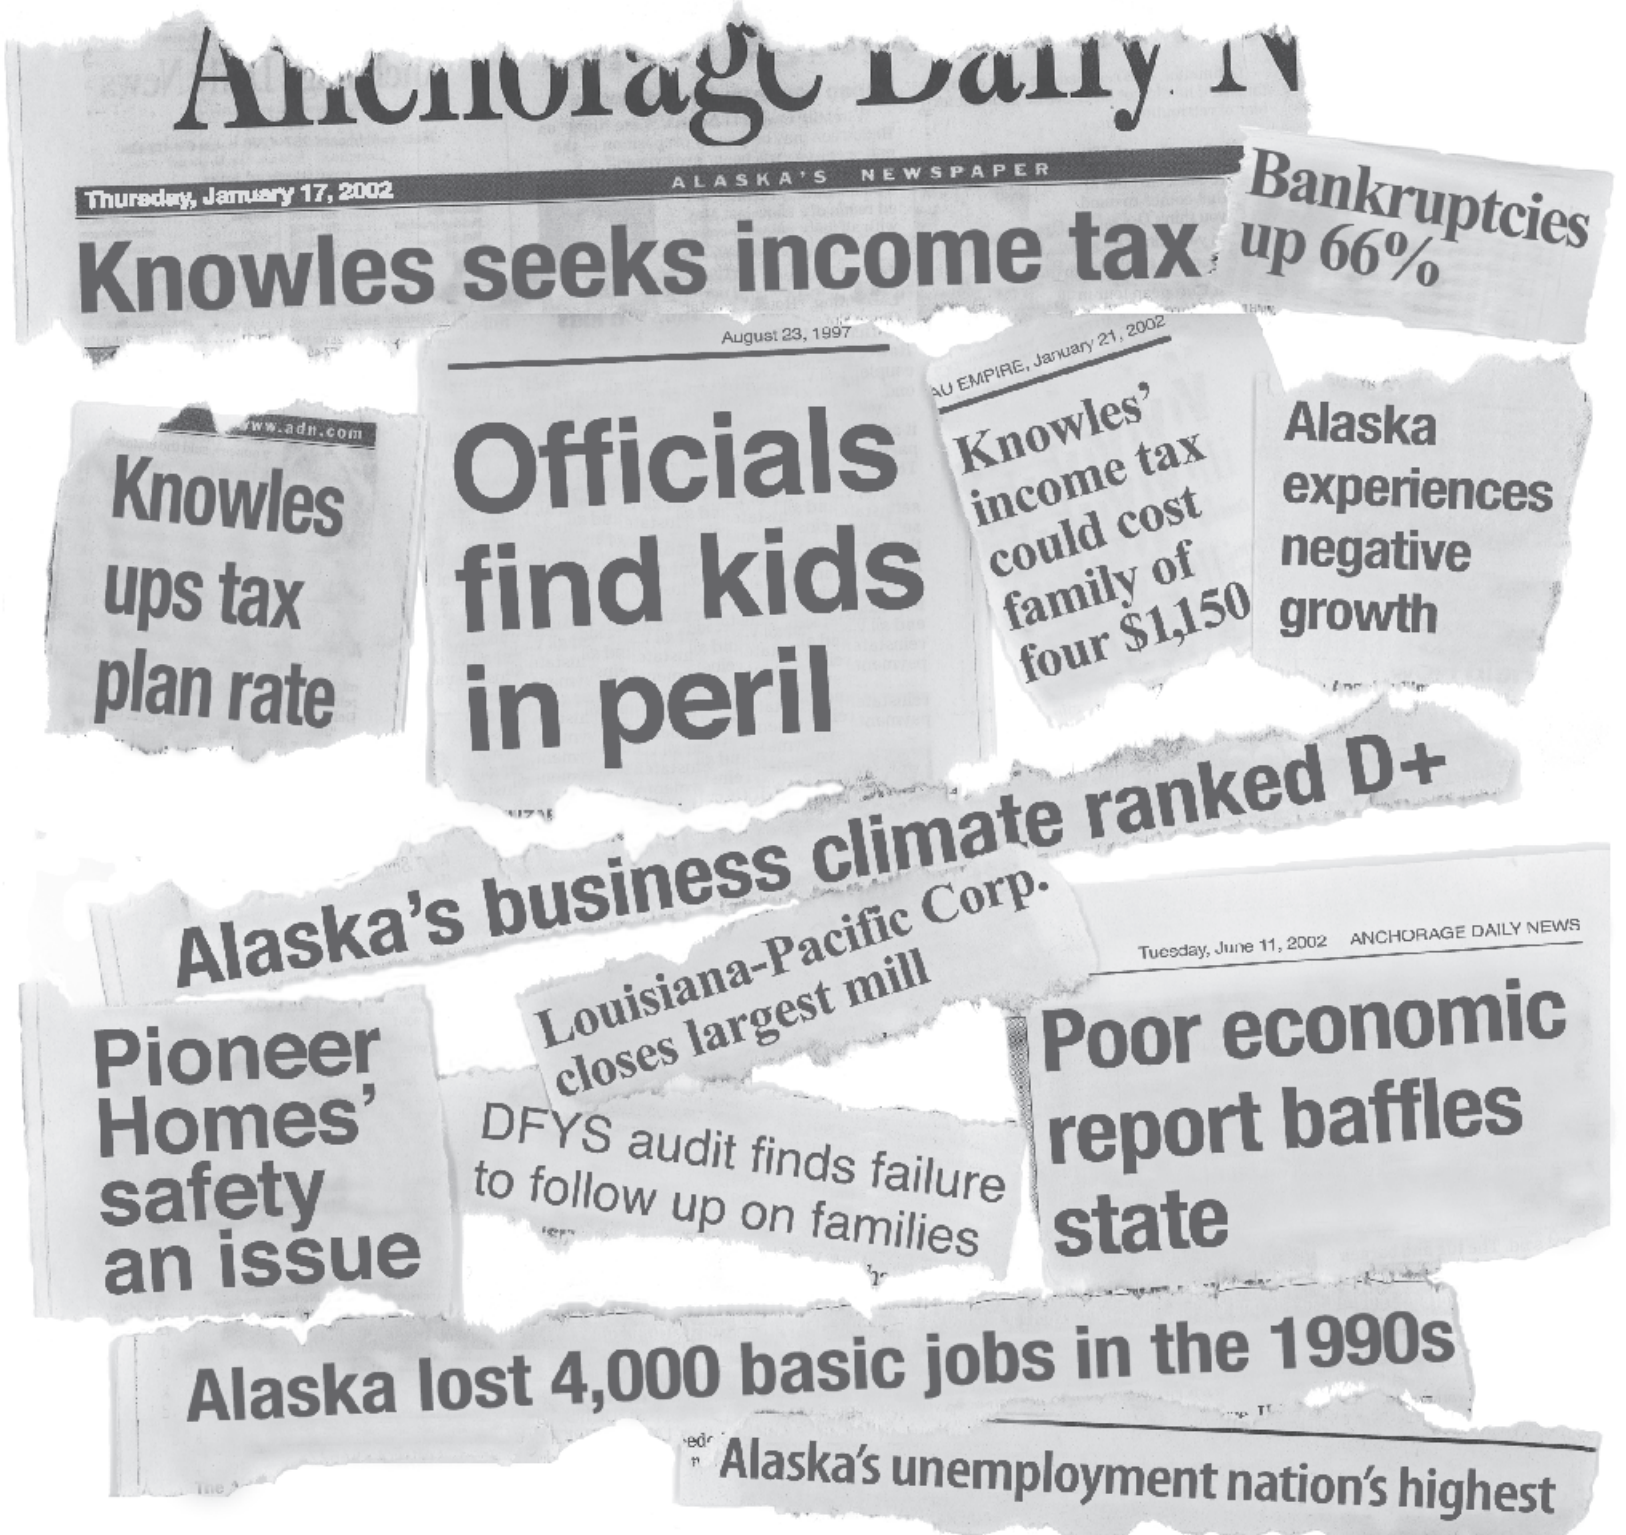 Anchorage Daily N
ALASKA'S NEWSPAPER
Thursday, January 17, 2002
Knowles seeks income tax
Bankruptcies
up 66%
www.adn.com
Knowles
ups tax
plan rate
August 23, 1997
Officials
find kids
in peril
AU EMPIRE, January 21, 2002
Knowles'
income tax
could cost
family of
four $1,150
Alaska
experiences
negative
growth
Alaska's business climate ranked D+
Louisiana-Pacific Corp.
closes largest mill
Tuesday, June 11, 2002 ANCHORAGE DAILY NEWS
Poor economic
report baffles
state
Pioneer
Homes'
safety
an issue
DFYS audit finds failure
to follow up on families
Alaska lost 4,000 basic jobs in the 1990s
Alaska's unemployment nation's highest